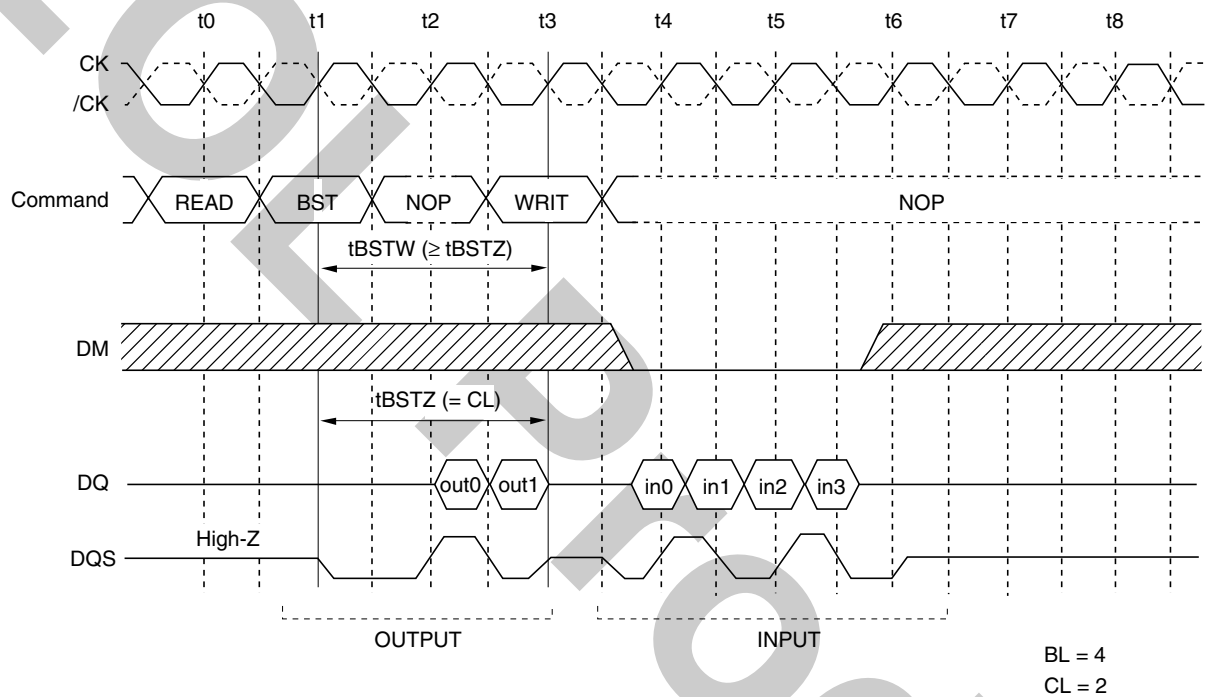 t0 t1 t2 t3 t4 t5 t6 t7 t8
CK
/CK
Command READ BST NOP WRIT NOP
tBSTW (≥ tBSTZ)
DM
tBSTZ (= CL)
DQ out0 out1 in0 in1 in2 in3
High-Z
DQS
OUTPUT INPUT
BL = 4
CL = 2